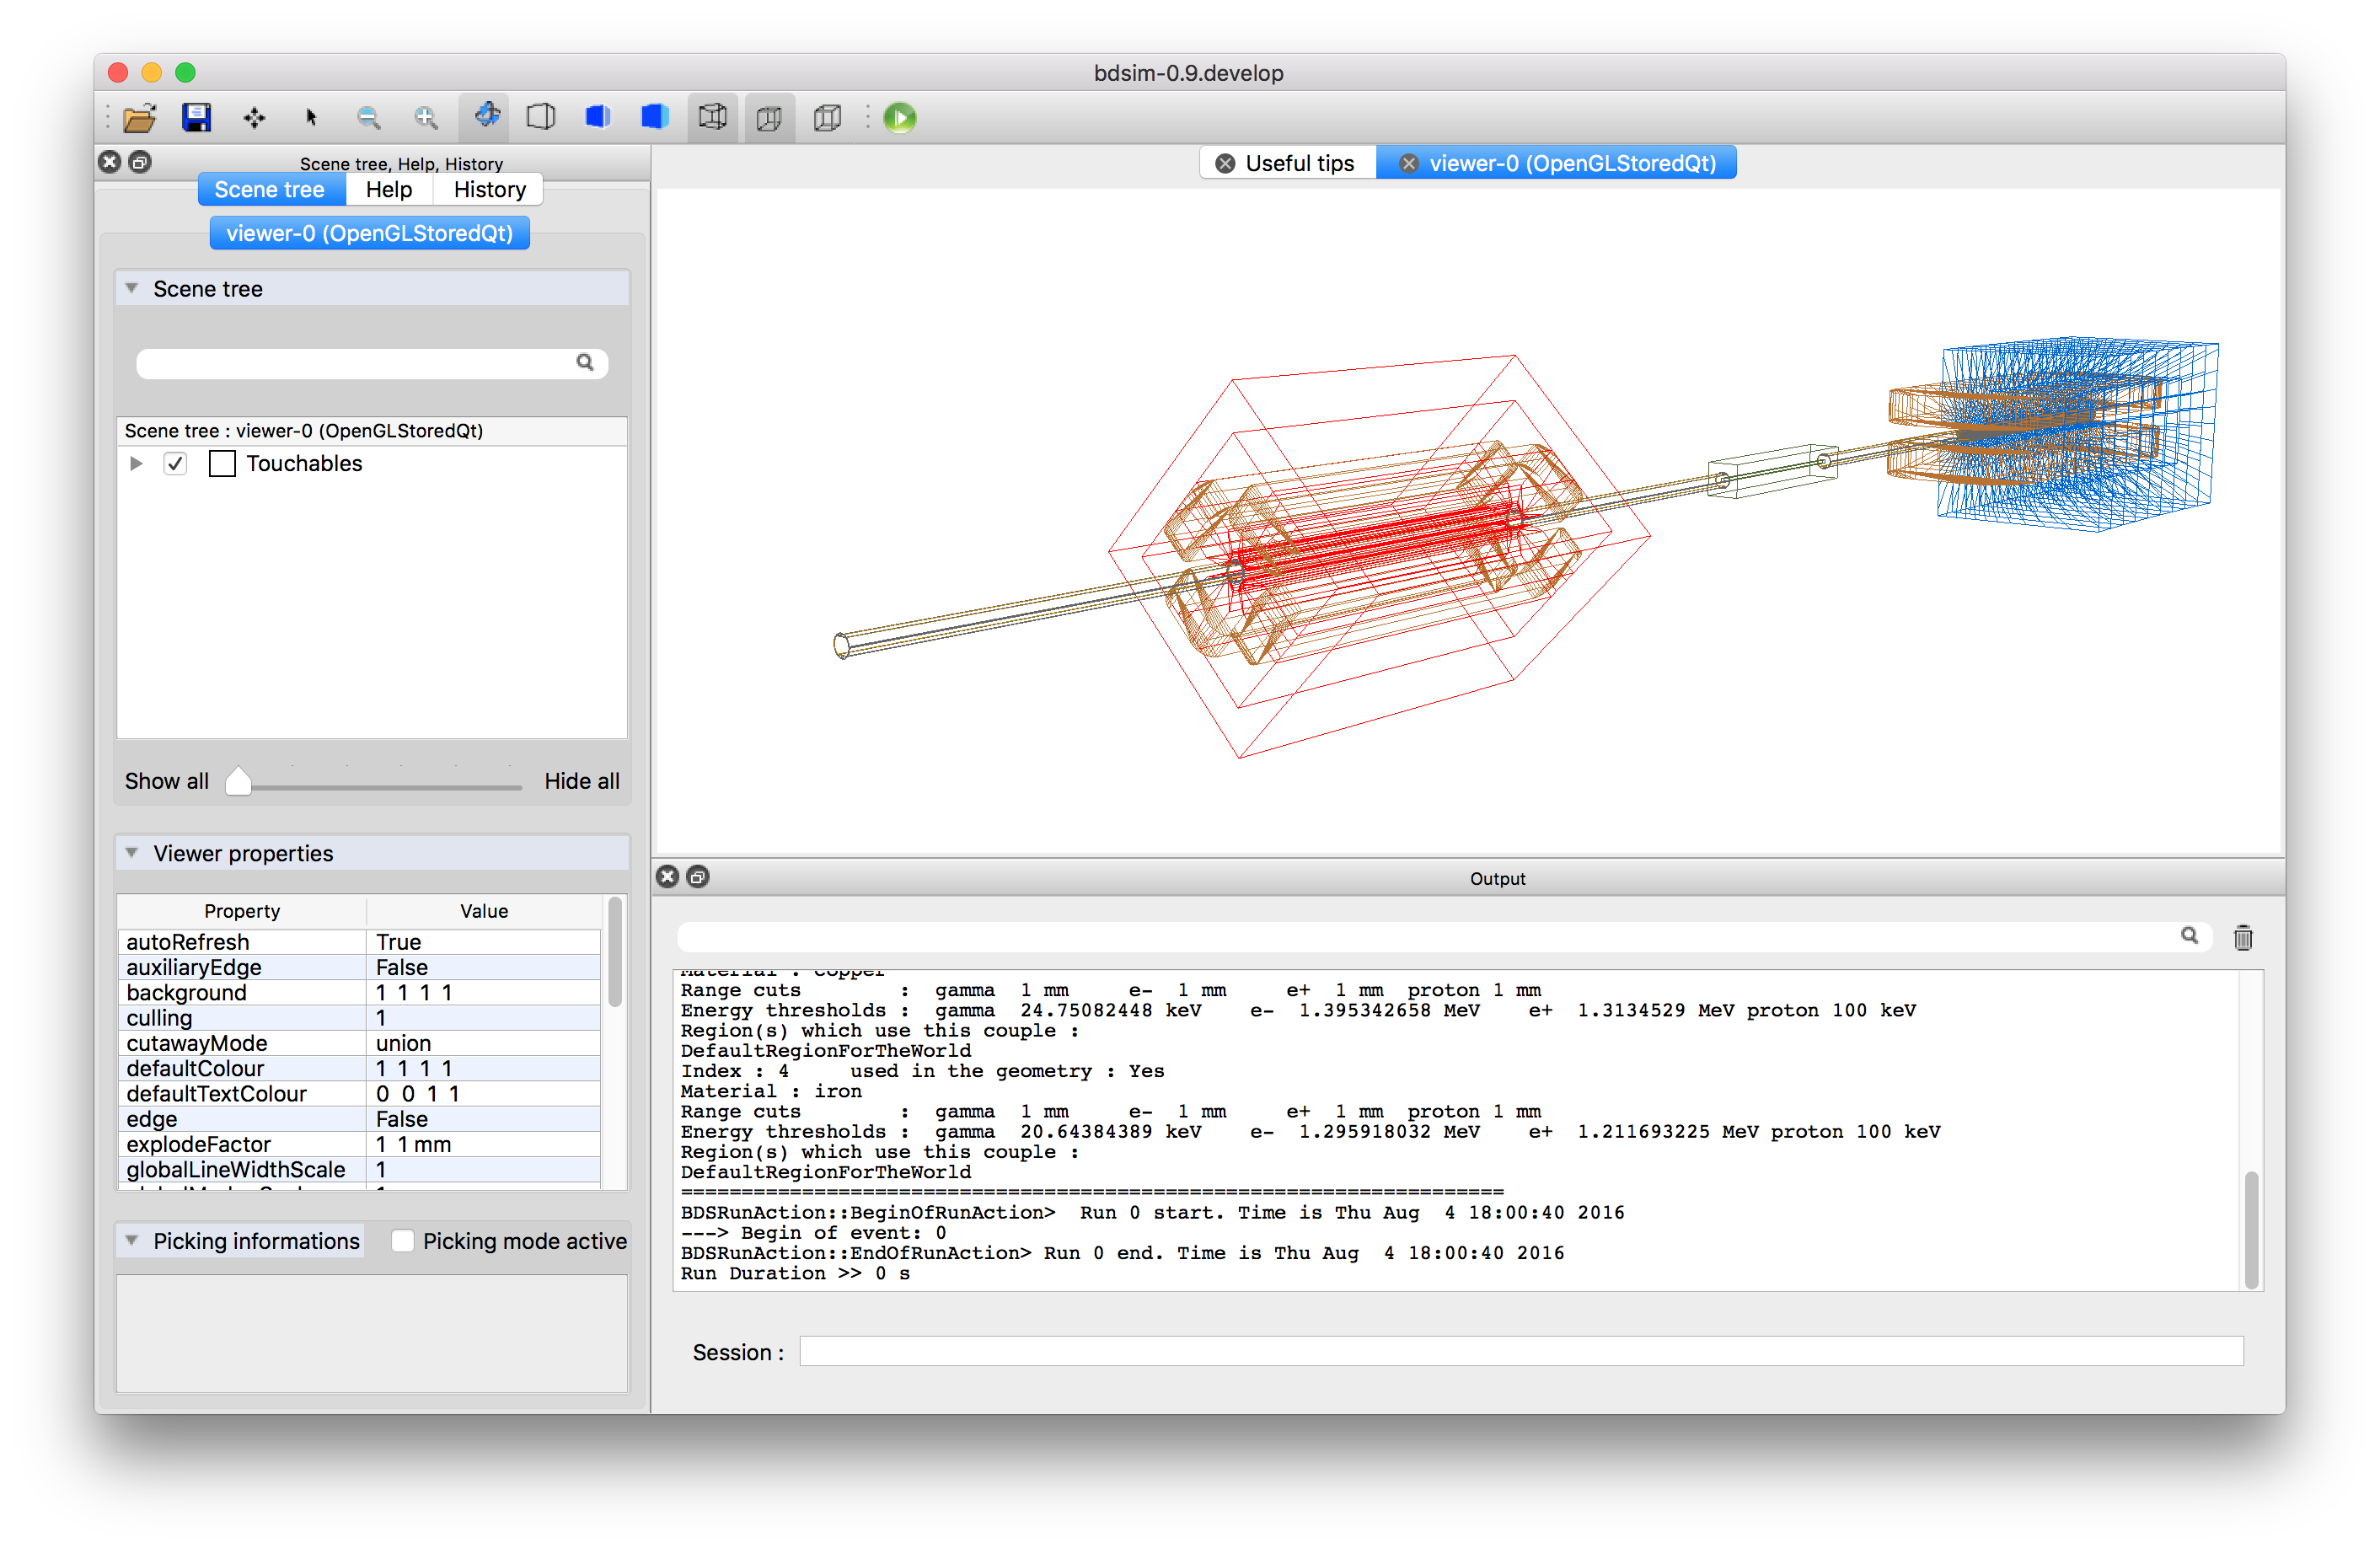 bdsim-0.9.develop
Scene tree, Help, History
Scene tree
Help
History
viewer-0 (OpenGLStoredQt)
Scene tree
Scene tree : viewer-0 (OpenGLStoredQt)
Touchables
Show all
Hide all
Viewer properties
Property Value
autoRefresh True
auxiliaryEdge False
background 1 1 1 1
culling 1
cutawayMode union
defaultColour 1 1 1 1
defaultTextColour 0 0 1 1
edge False
explodeFactor 1 1 mm
globalLineWidthScale 1
Picking informations
Picking mode active
Useful tips
viewer-0 (OpenGLStoredQt)
Output
Material : copper
Range cuts : gamma 1 mm e- 1 mm e+ 1 mm proton 1 mm
Energy thresholds : gamma 24.75082448 keV e- 1.395342658 MeV e+ 1.3134529 MeV proton 100 keV
Region(s) which use this couple :
DefaultRegionForTheWorld
Index : 4 used in the geometry : Yes
Material : iron
Range cuts : gamma 1 mm e- 1 mm e+ 1 mm proton 1 mm
Energy thresholds : gamma 20.64384389 keV e- 1.295918032 MeV e+ 1.211693225 MeV proton 100 keV
Region(s) which use this couple :
DefaultRegionForTheWorld
====================================================================
BDSRunAction::BeginOfRunAction> Run 0 start. Time is Thu Aug 4 18:00:40 2016
---> Begin of event: 0
BDSRunAction::EndOfRunAction> Run 0 end. Time is Thu Aug 4 18:00:40 2016
Run Duration >> 0 s
Session :